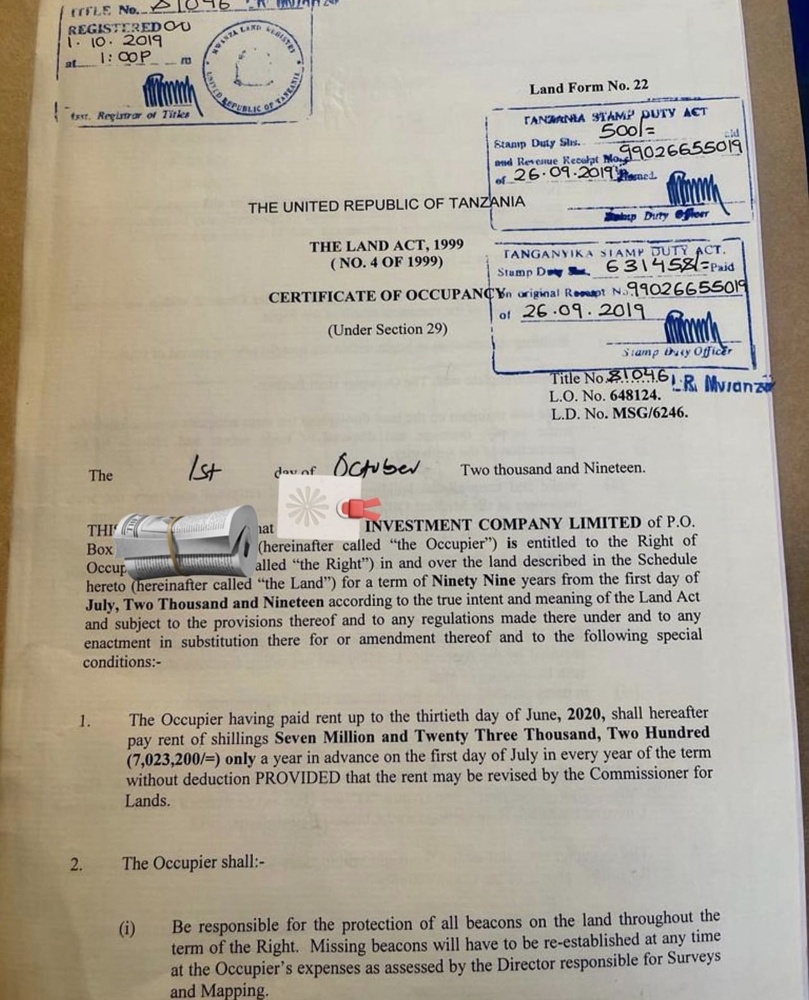 TITLE No. 81046 L.R. Mwanza
REGISTERED ON
1. 10. 2019
at 1:00P m
Asst. Registrar of Titles
MWANZA LAND REGISTRY
UNITED REPUBLIC OF TANZANIA
Land Form No. 22
TANZANIA STAMP DUTY ACT
Stamp Duty Shs. 500/=
and Revenue Receipt No. 99026655019
of 26.09.2019
Stamp Duty Officer
THE UNITED REPUBLIC OF TANZANIA
THE LAND ACT, 1999
( NO. 4 OF 1999)
CERTIFICATE OF OCCUPANCY
(Under Section 29)
TANGANYIKA STAMP DUTY ACT.
Stamp Duty Shs. 631458/= Paid
on original Receipt No. 99026655019
of 26.09.2019
Stamp Duty Officer
Title No. 81046 L.R. Mwanza
L.O. No. 648124.
L.D. No. MSG/6246.
The 1st day of October Two thousand and Nineteen.
THI hat INVESTMENT COMPANY LIMITED of P.O.
Box (hereinafter called “the Occupier”) is entitled to the Right of
Occup alled “the Right”) in and over the land described in the Schedule
hereto (hereinafter called “the Land”) for a term of Ninety Nine years from the first day of
July, Two Thousand and Nineteen according to the true intent and meaning of the Land Act
and subject to the provisions thereof and to any regulations made there under and to any
enactment in substitution there for or amendment thereof and to the following special
conditions:-
1. The Occupier having paid rent up to the thirtieth day of June, 2020, shall hereafter
pay rent of shillings Seven Million and Twenty Three Thousand, Two Hundred
(7,023,200/=) only a year in advance on the first day of July in every year of the term
without deduction PROVIDED that the rent may be revised by the Commissioner for
Lands.
2. The Occupier shall:-
(i) Be responsible for the protection of all beacons on the land throughout the
term of the Right. Missing beacons will have to be re-established at any time
at the Occupier’s expenses as assessed by the Director responsible for Surveys
and Mapping.